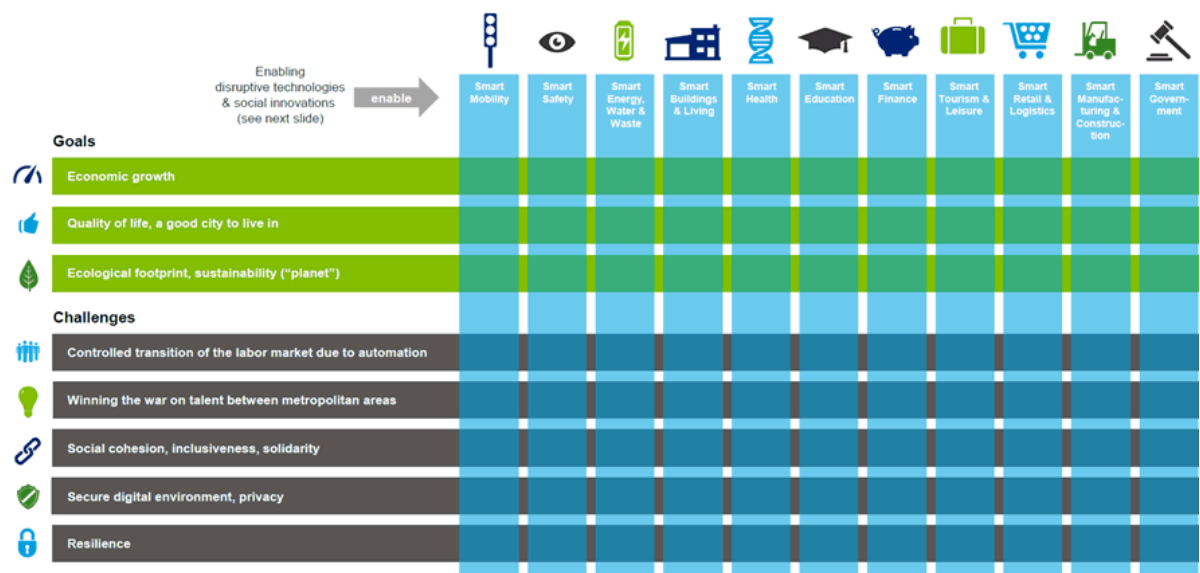 Enabling
disruptive technologies
& social innovations
(see next slide)
enable
Smart
Mobility
Smart
Safety
Smart
Energy,
Water &
Waste
Smart
Buildings
& Living
Smart
Health
Smart
Education
Smart
Finance
Smart
Tourism &
Leisure
Smart
Retail &
Logistics
Smart
Manufac-
turing &
Construc-
tion
Smart
Govern-
ment
Goals
Economic growth
Quality of life, a good city to live in
Ecological footprint, sustainability (“planet”)
Challenges
Controlled transition of the labor market due to automation
Winning the war on talent between metropolitan areas
Social cohesion, inclusiveness, solidarity
Secure digital environment, privacy
Resilience